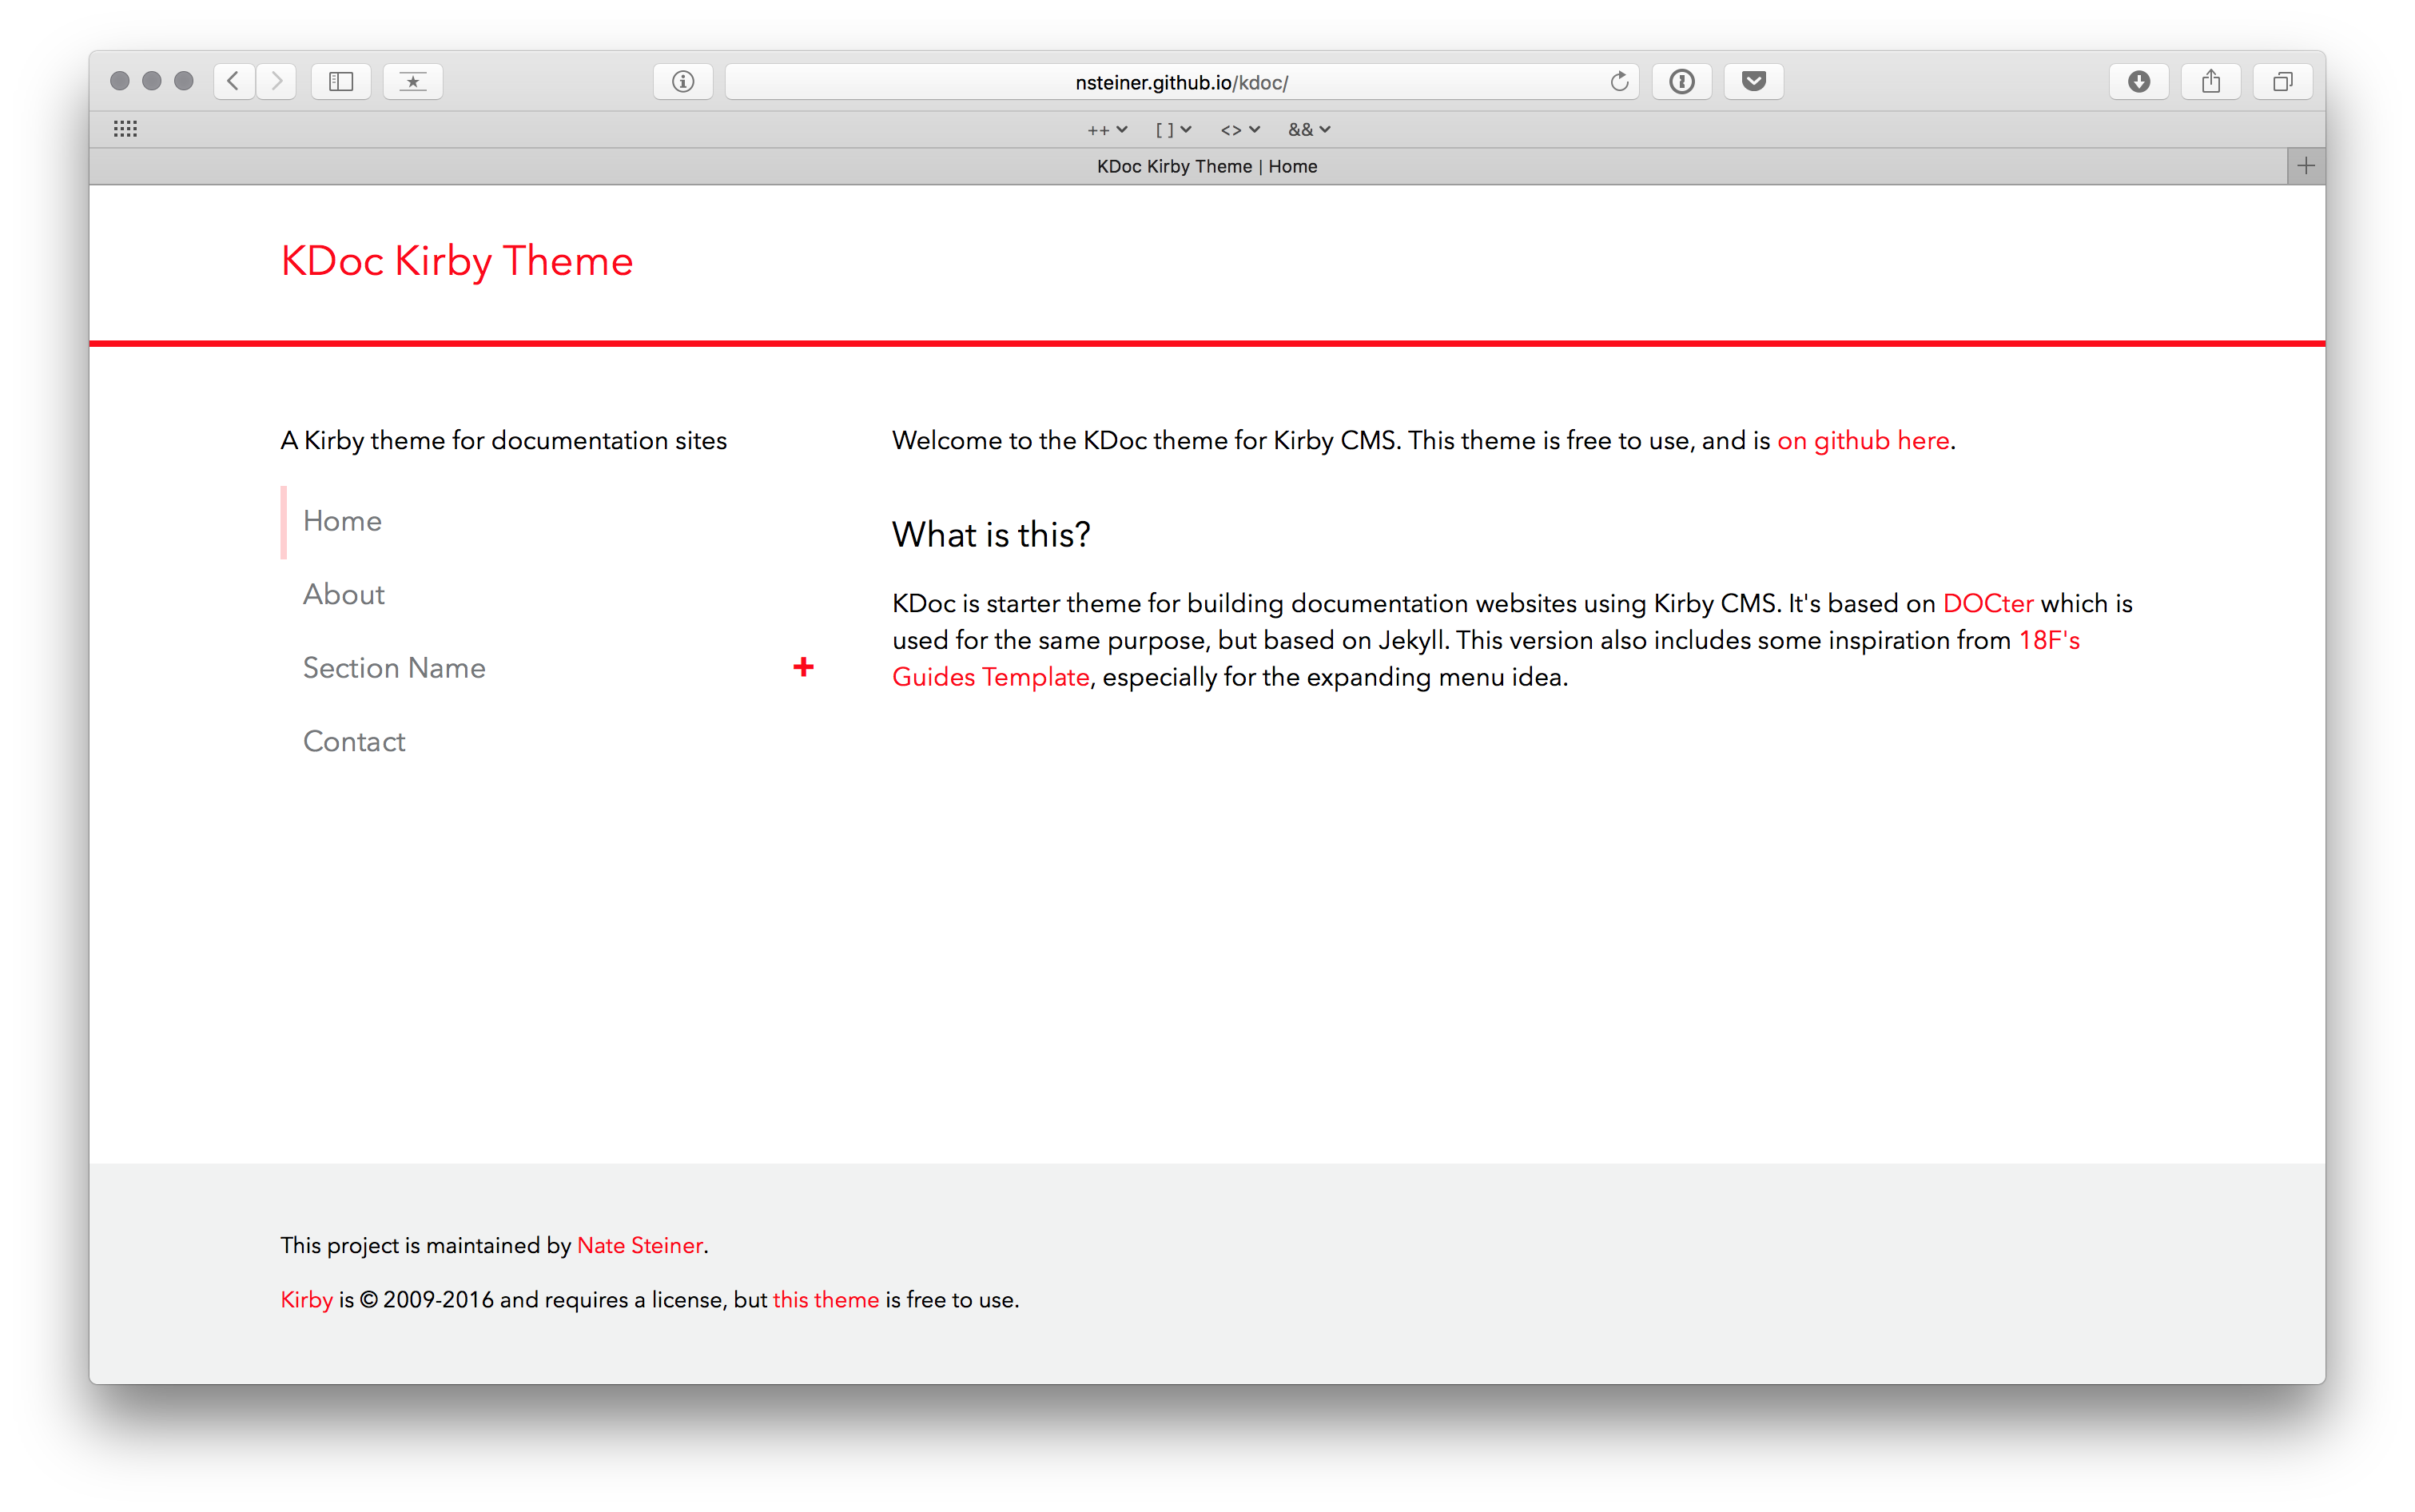 nsteiner.github.io/kdoc/
++ [ ] <> &&
KDoc Kirby Theme | Home
KDoc Kirby Theme
A Kirby theme for documentation sites
Home
About
Section Name
Contact
Welcome to the KDoc theme for Kirby CMS. This theme is free to use, and is on github here.
What is this?
KDoc is starter theme for building documentation websites using Kirby CMS. It's based on DOCter which is
used for the same purpose, but based on Jekyll. This version also includes some inspiration from 18F's
Guides Template, especially for the expanding menu idea.
This project is maintained by Nate Steiner.
Kirby is © 2009-2016 and requires a license, but this theme is free to use.